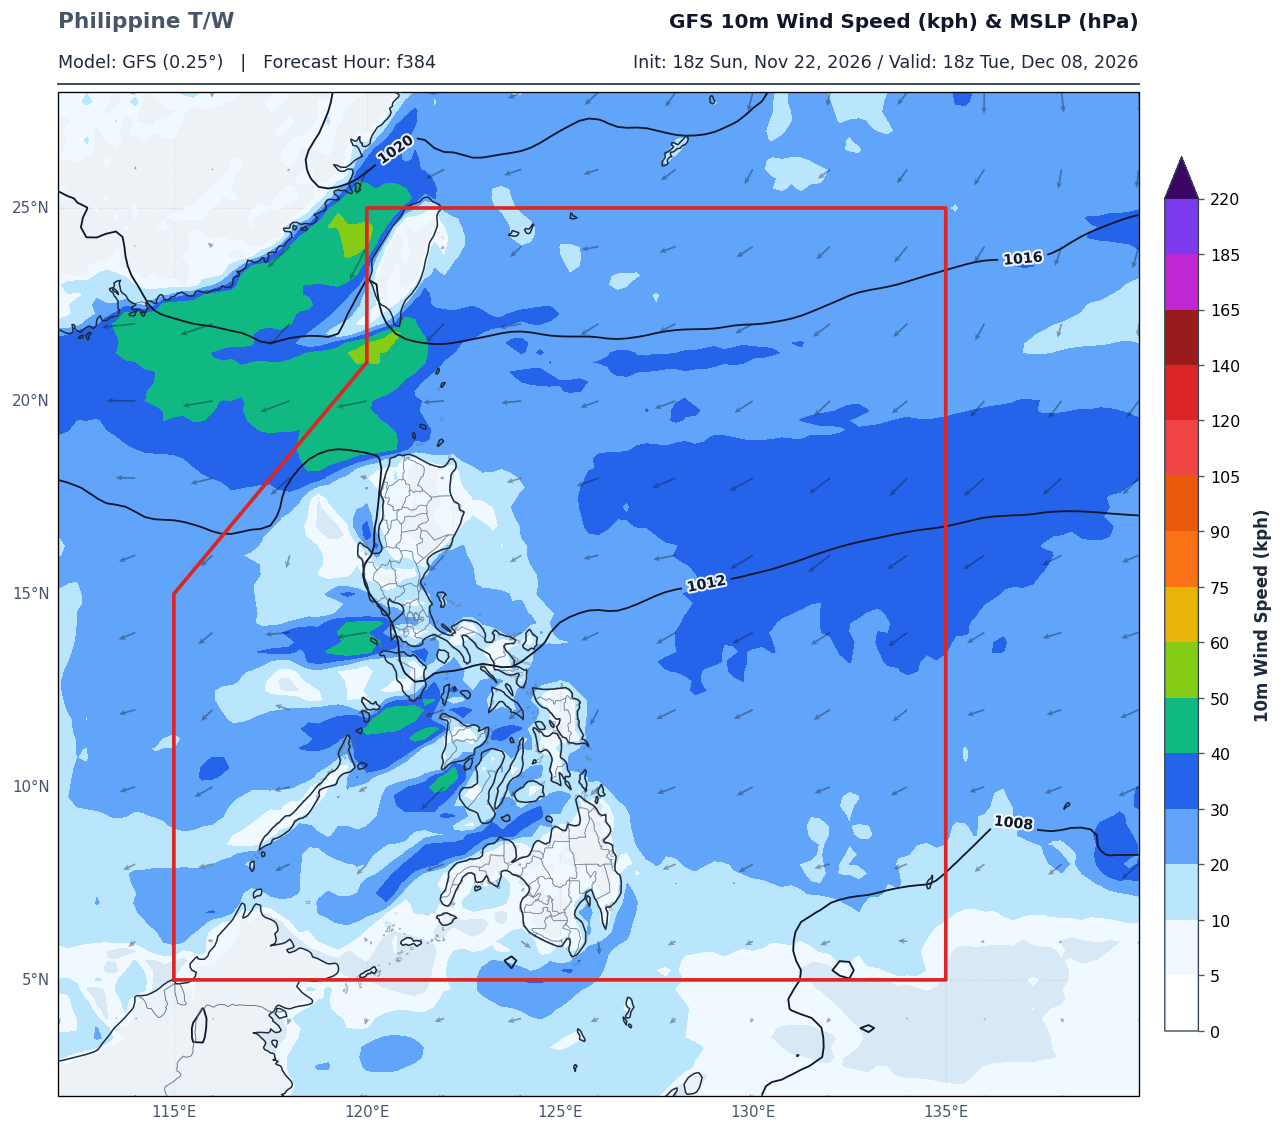 Philippine T/W
GFS 10m Wind Speed (kph) & MSLP (hPa)
Model: GFS (0.25°) | Forecast Hour: f384
Init: 18z Sun, Nov 22, 2026 / Valid: 18z Tue, Dec 08, 2026
1020
1016
1012
1008
25°N
20°N
15°N
10°N
5°N
115°E
120°E
125°E
130°E
135°E
220
185
165
140
120
105
90
75
60
50
40
30
20
10
5
0
10m Wind Speed (kph)